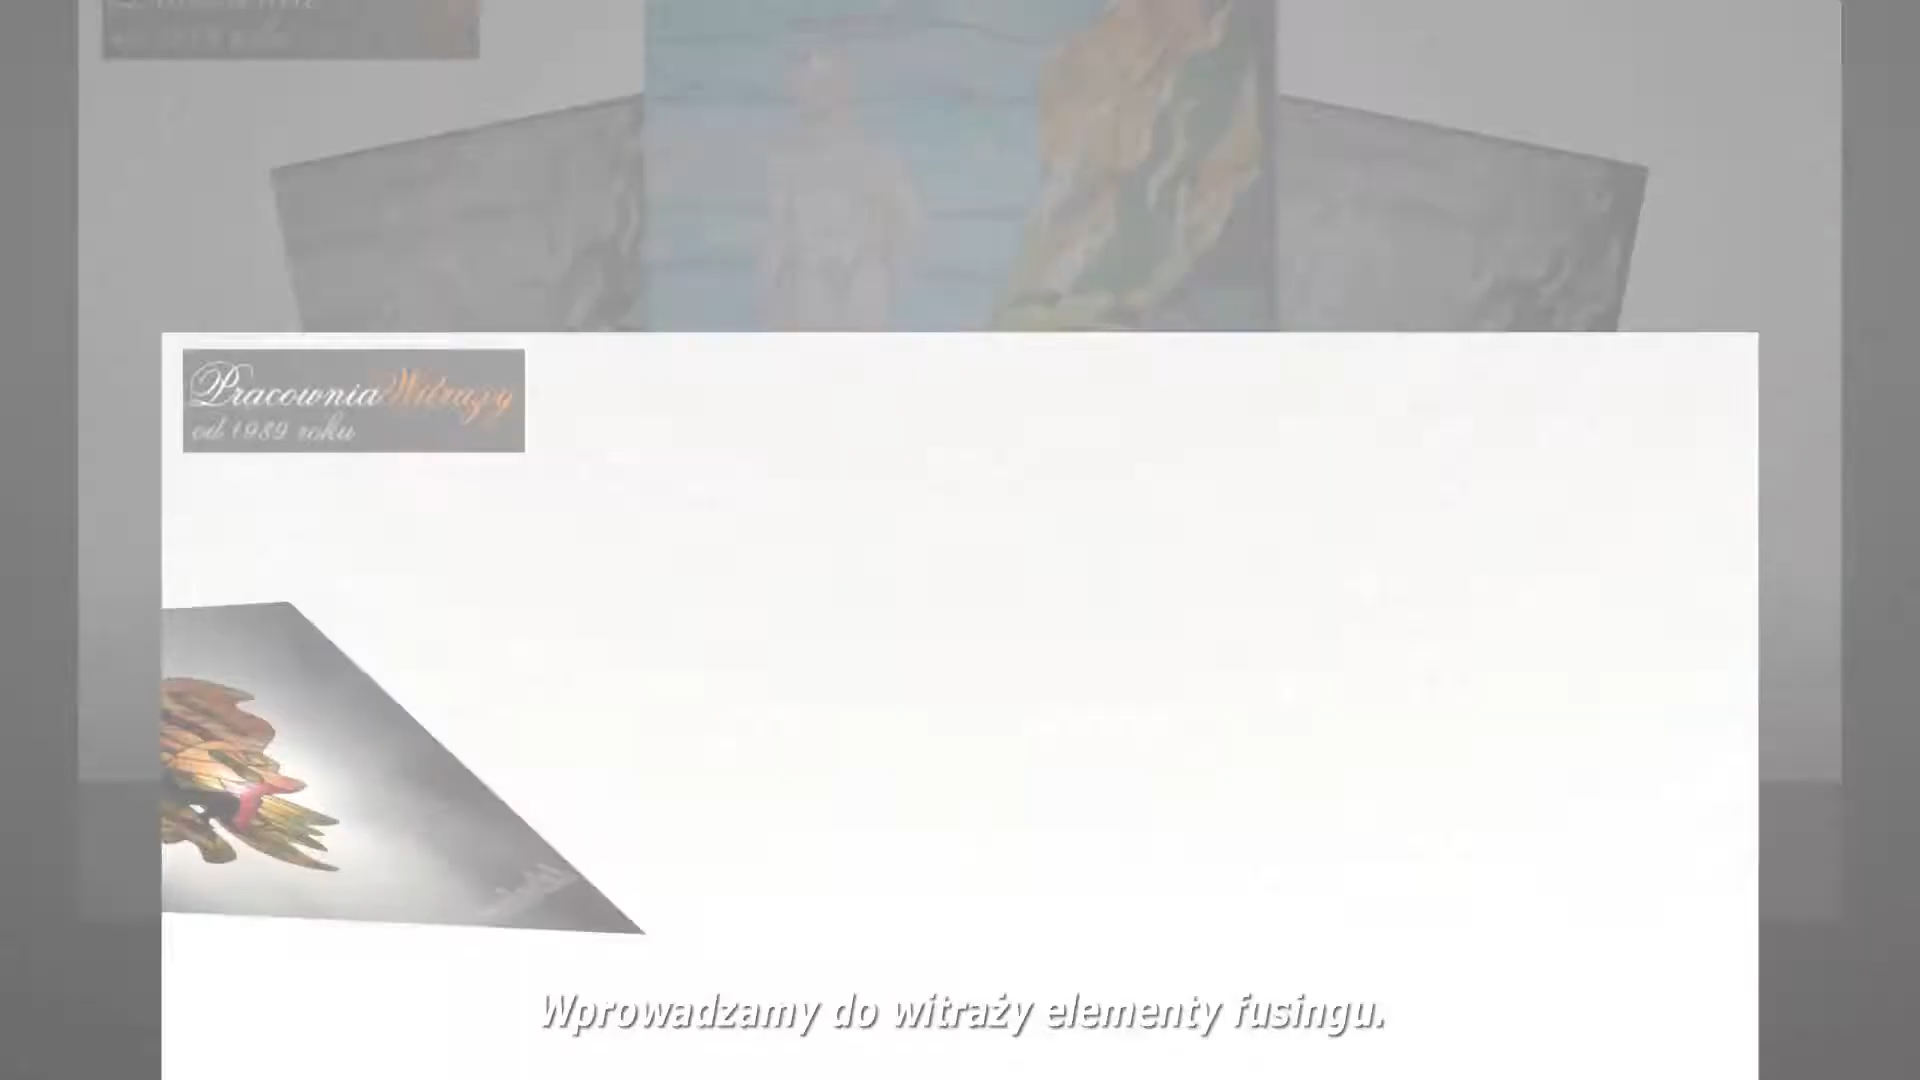 Pracownia Witraży
od 1989 roku
Wprowadzamy do witraży elementy fusingu.